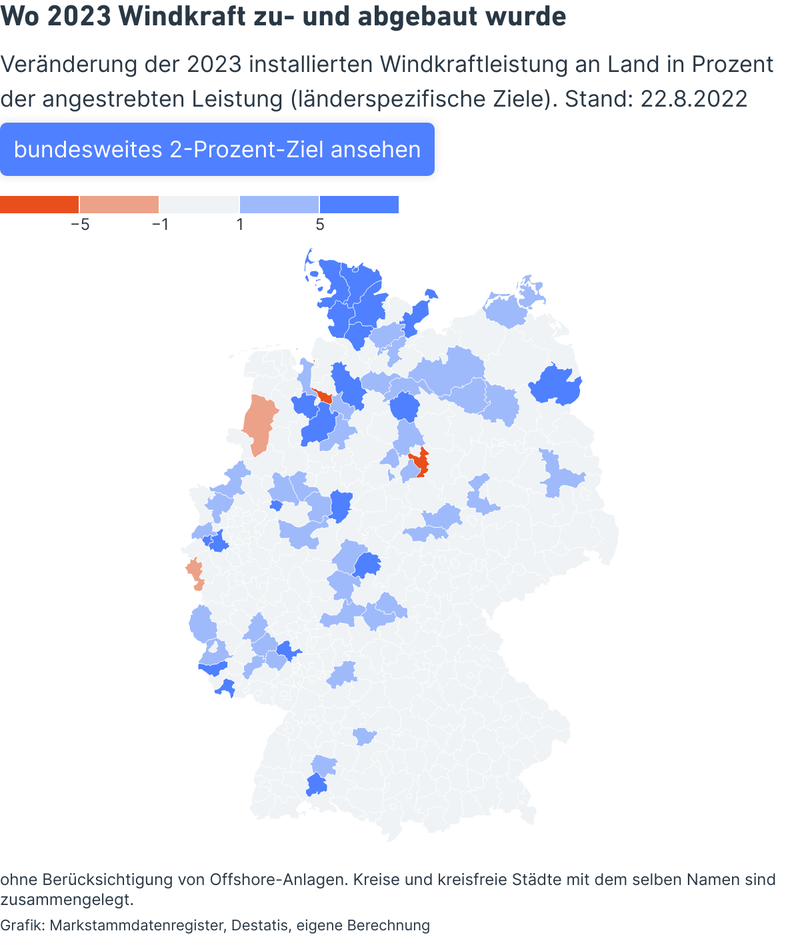 Wo 2023 Windkraft zu- und abgebaut wurde
Veränderung der 2023 installierten Windkraftleistung an Land in Prozent
der angestrebten Leistung (länderspezifische Ziele). Stand: 22.8.2022
bundesweites 2-Prozent-Ziel ansehen
−5 −1 1 5
ohne Berücksichtigung von Offshore-Anlagen. Kreise und kreisfreie Städte mit dem selben Namen sind
zusammengelegt.
Grafik: Markstammdatenregister, Destatis, eigene Berechnung